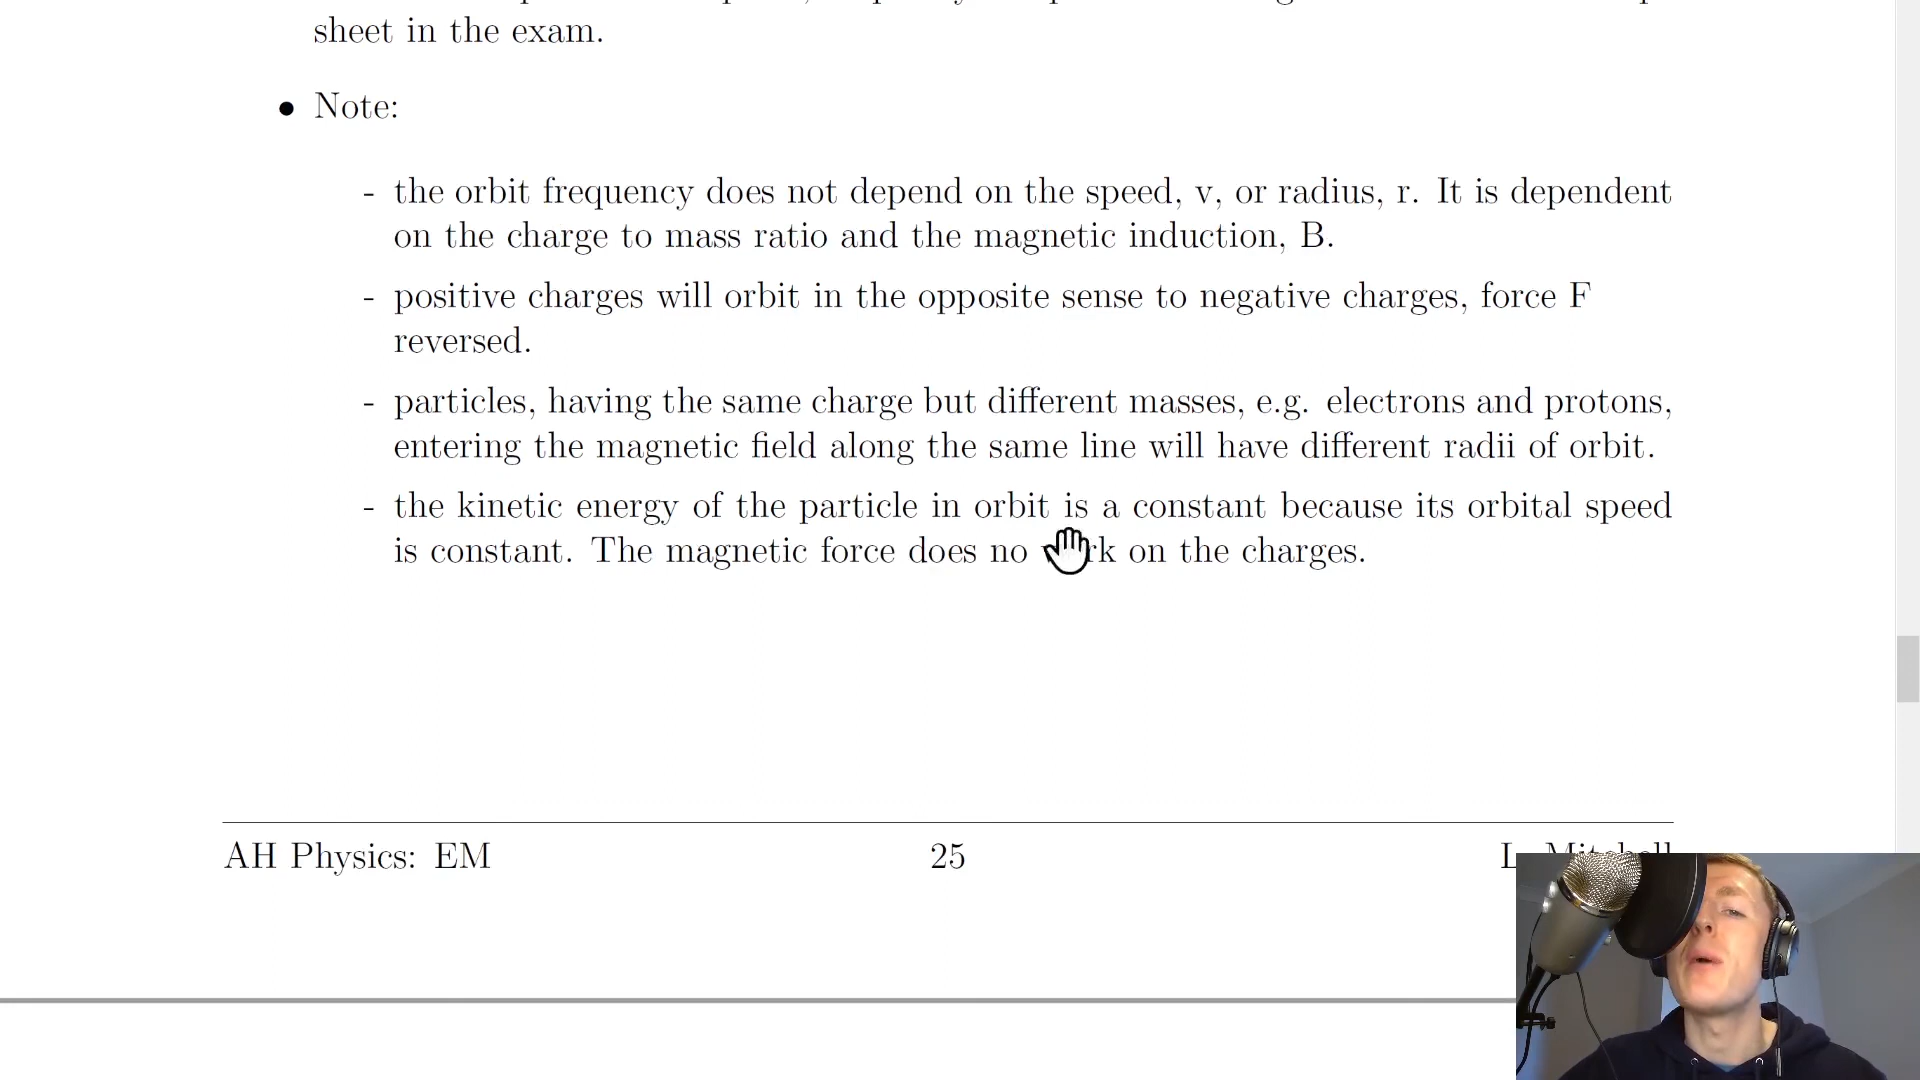 sheet in the exam.
• Note:
- the orbit frequency does not depend on the speed, v, or radius, r. It is dependent
on the charge to mass ratio and the magnetic induction, B.
- positive charges will orbit in the opposite sense to negative charges, force F
reversed.
- particles, having the same charge but different masses, e.g. electrons and protons,
entering the magnetic field along the same line will have different radii of orbit.
- the kinetic energy of the particle in orbit is a constant because its orbital speed
is constant. The magnetic force does no on the charges.
AH Physics: EM
25